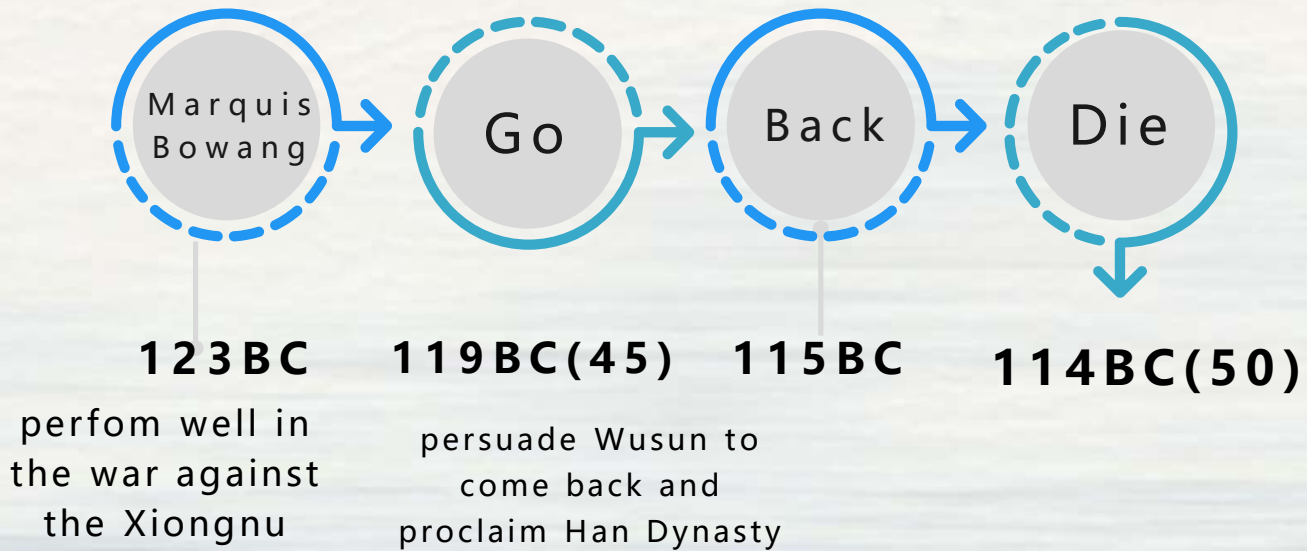 Marquis
Bowang
Go
Back
Die
123BC
119BC(45)
115BC
114BC(50)
perfom well in
the war against
the Xiongnu
persuade Wusun to
come back and
proclaim Han Dynasty